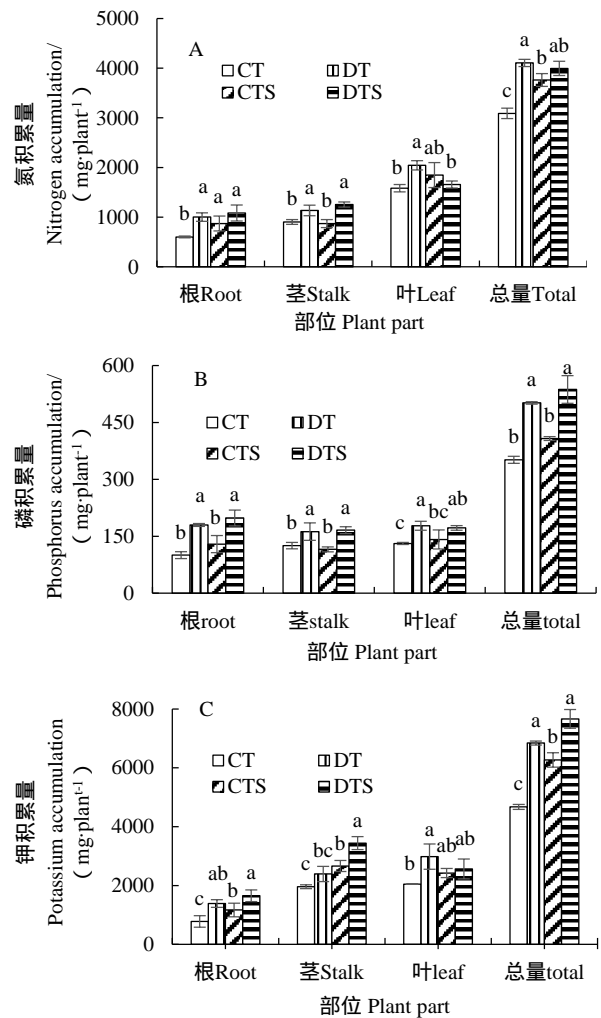 A
CT DT
CTS DTS
氮积累量
Nitrogen accumulation/
( mg·plant-1 )
5000
4000
3000
2000
1000
0
b a a a
b a b a
b a ab b
c a b ab
根Root 茎Stalk 叶Leaf 总量Total
部位 Plant part
B
CT DT
CTS DTS
磷积累量
Phosphorus accumulation/
( mg·plant-1 )
600
450
300
150
0
b a b a
b a b a
c a bc ab
b a b a
根root 茎stalk 叶leaf 总量total
部位 Plant part
C
CT DT
CTS DTS
钾积累量
Potassium accumulation
( mg·plant-1 )
8000
6000
4000
2000
0
c ab b a
c bc b a
b a ab ab
c a b a
根Root 茎Stalk 叶leaf 总量total
部位 Plant part